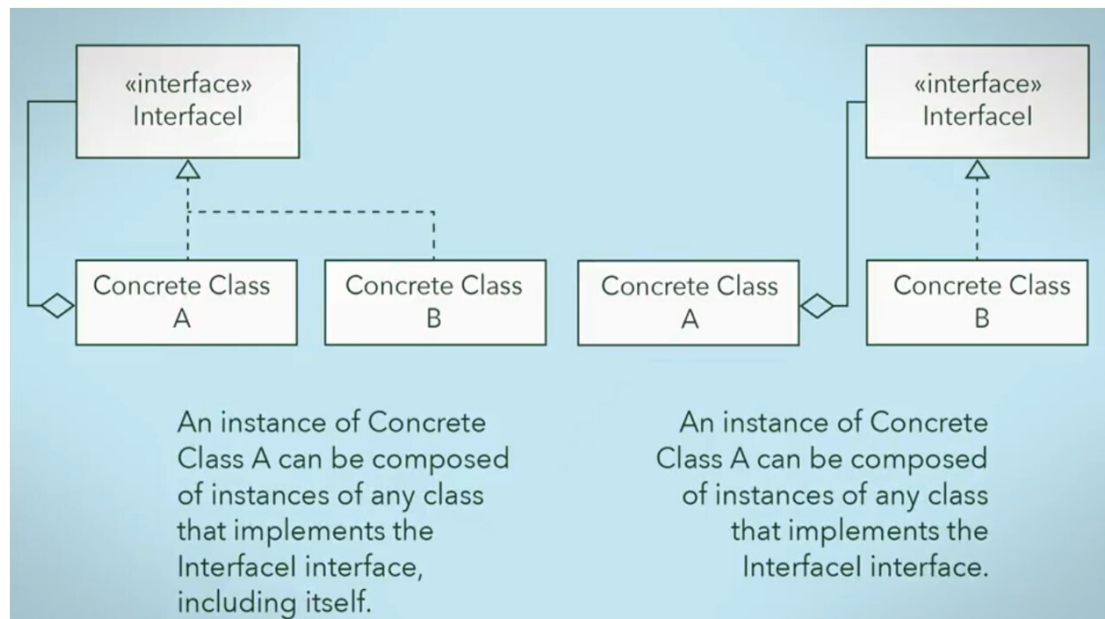 «interface»
InterfaceI
«interface»
InterfaceI
Concrete Class
A
Concrete Class
B
Concrete Class
A
Concrete Class
B
An instance of Concrete
Class A can be composed
of instances of any class
that implements the
InterfaceI interface,
including itself.
An instance of Concrete
Class A can be composed
of instances of any class
that implements the
InterfaceI interface.